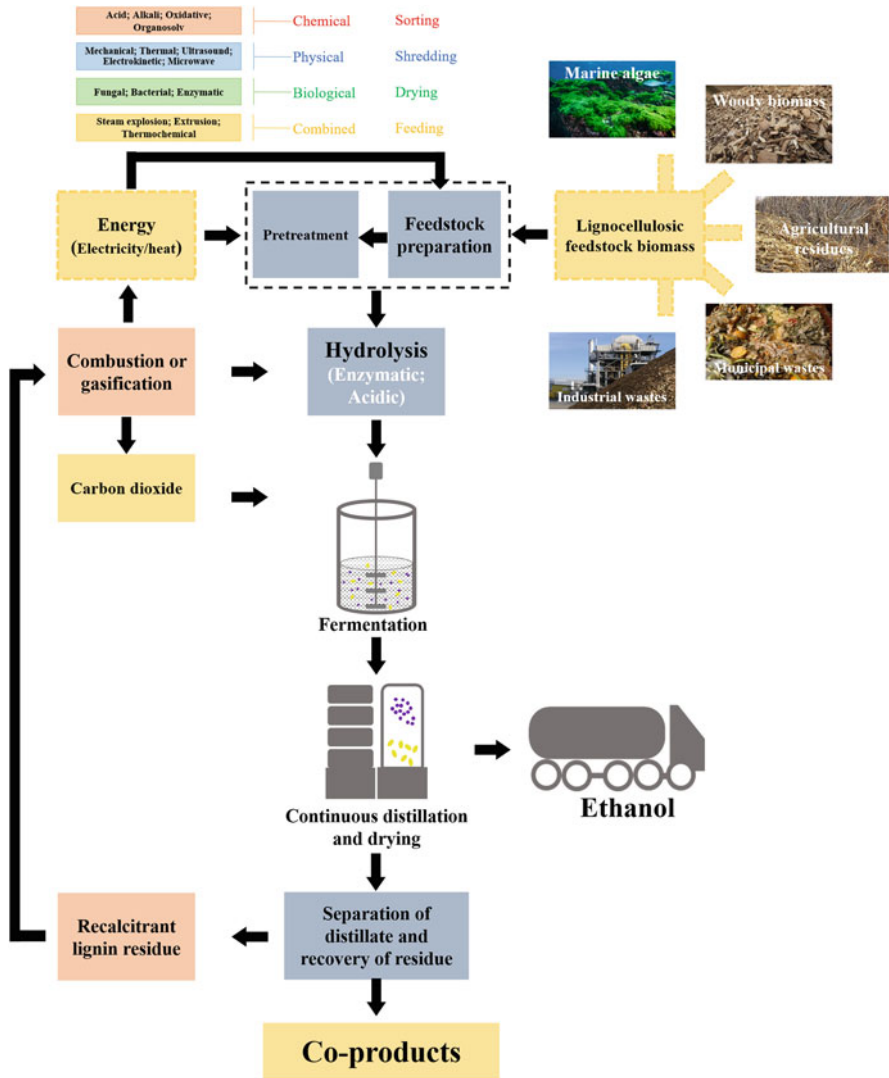 Acid; Alkali; Oxidative;
Organosolv
Chemical
Sorting
Mechanical; Thermal; Ultrasound;
Electrokinetic; Microwave
Physical
Shredding
Fungal; Bacterial; Enzymatic
Biological
Drying
Steam explosion; Extrusion;
Thermochemical
Combined
Feeding
Marine algae
Woody biomass
Energy
(Electricity/heat)
Pretreatment
Feedstock
preparation
Lignocellulosic
feedstock biomass
Agricultural
residues
Combustion or
gasification
Hydrolysis
(Enzymatic;
Acidic)
Industrial wastes
Municipal wastes
Carbon dioxide
Fermentation
Ethanol
Continuous distillation
and drying
Recalcitrant
lignin residue
Separation of
distillate and
recovery of residue
Co-products